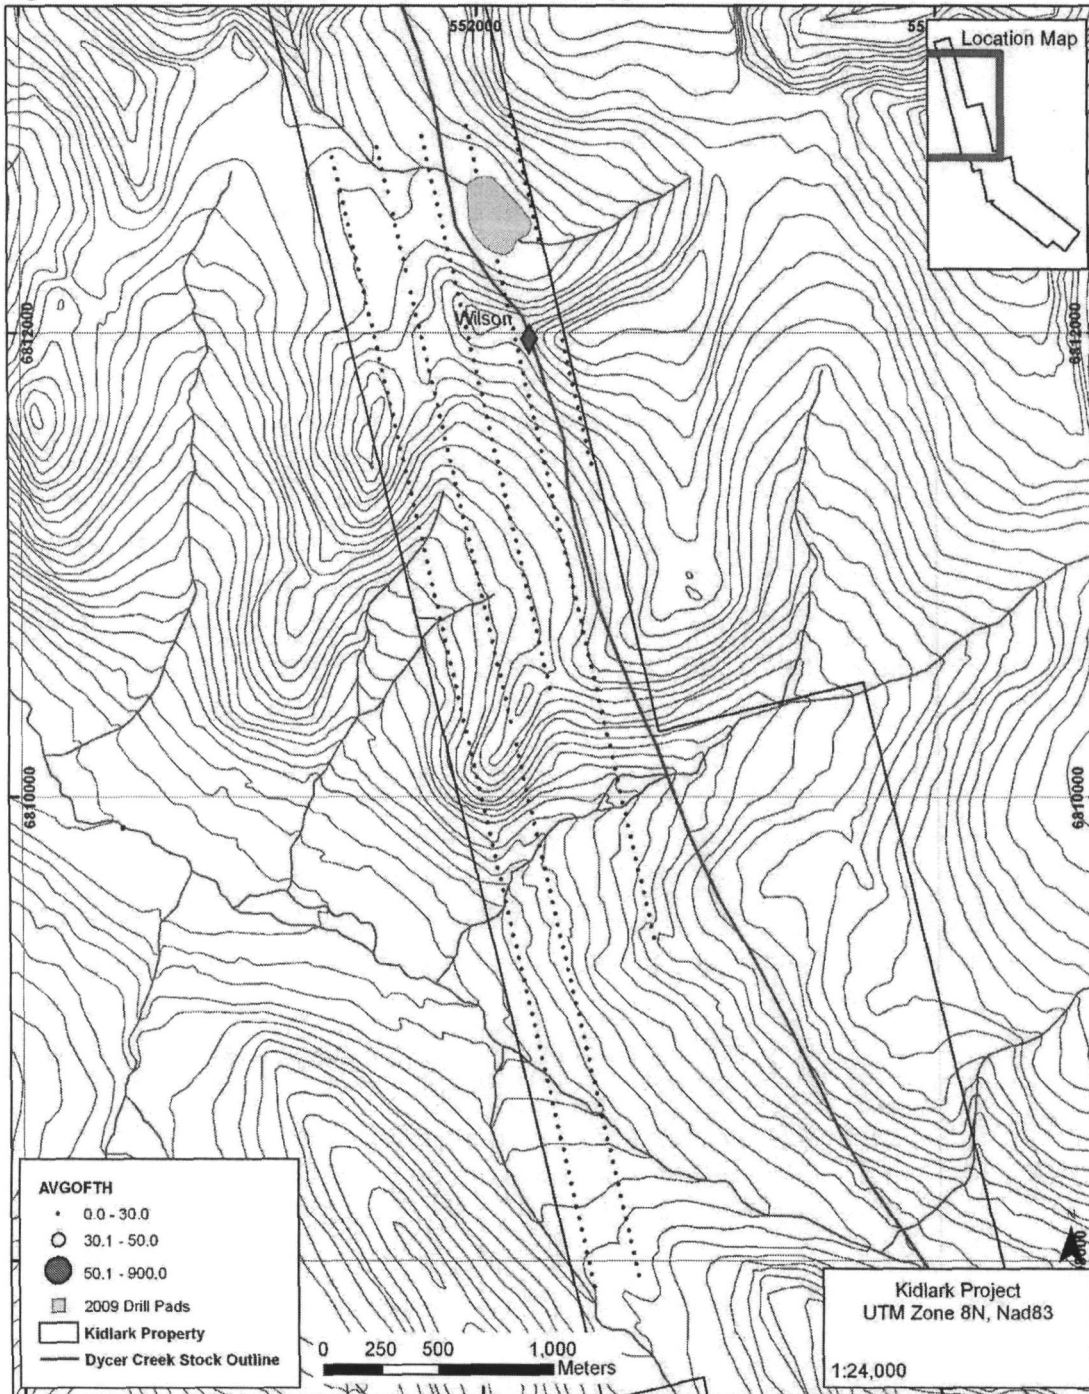 552000
55
Location Map
6812000
6812000
Wilson
6810000
6810000
AVGOFTH
0.0 - 30.0
30.1 - 50.0
50.1 - 900.0
2009 Drill Pads
Kidlark Property
Dycer Creek Stock Outline
0 250 500 1,000
Meters
Kidlark Project
UTM Zone 8N, Nad83
1:24,000